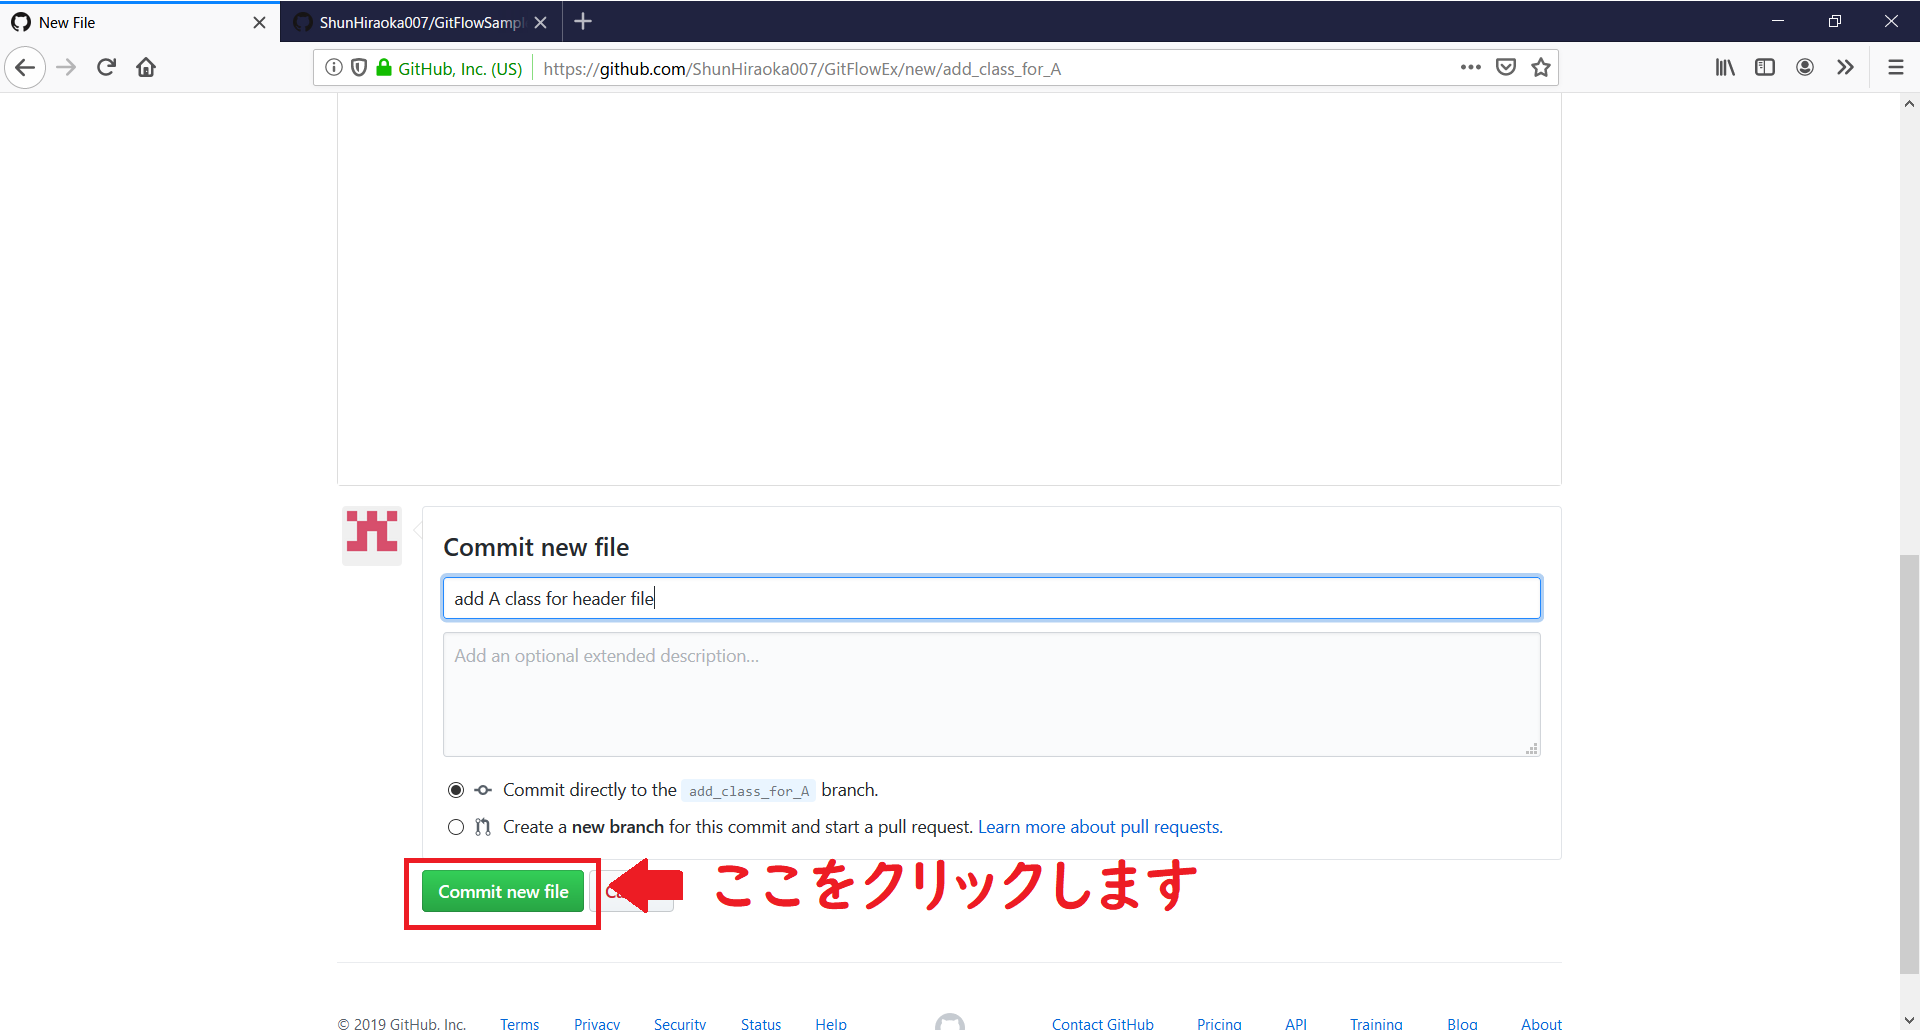 New File
ShunHiraoka007/GitFlowSampl
GitHub, Inc. (US)
https://github.com/ShunHiraoka007/GitFlowEx/new/add_class_for_A
Commit new file
add A class for header file
Add an optional extended description...
Commit directly to the add_class_for_A branch.
Create a new branch for this commit and start a pull request. Learn more about pull requests.
Commit new file
ここをクリックします
© 2019 GitHub, Inc. Terms Privacy Security Status Help Contact GitHub Pricing API Training Blog About